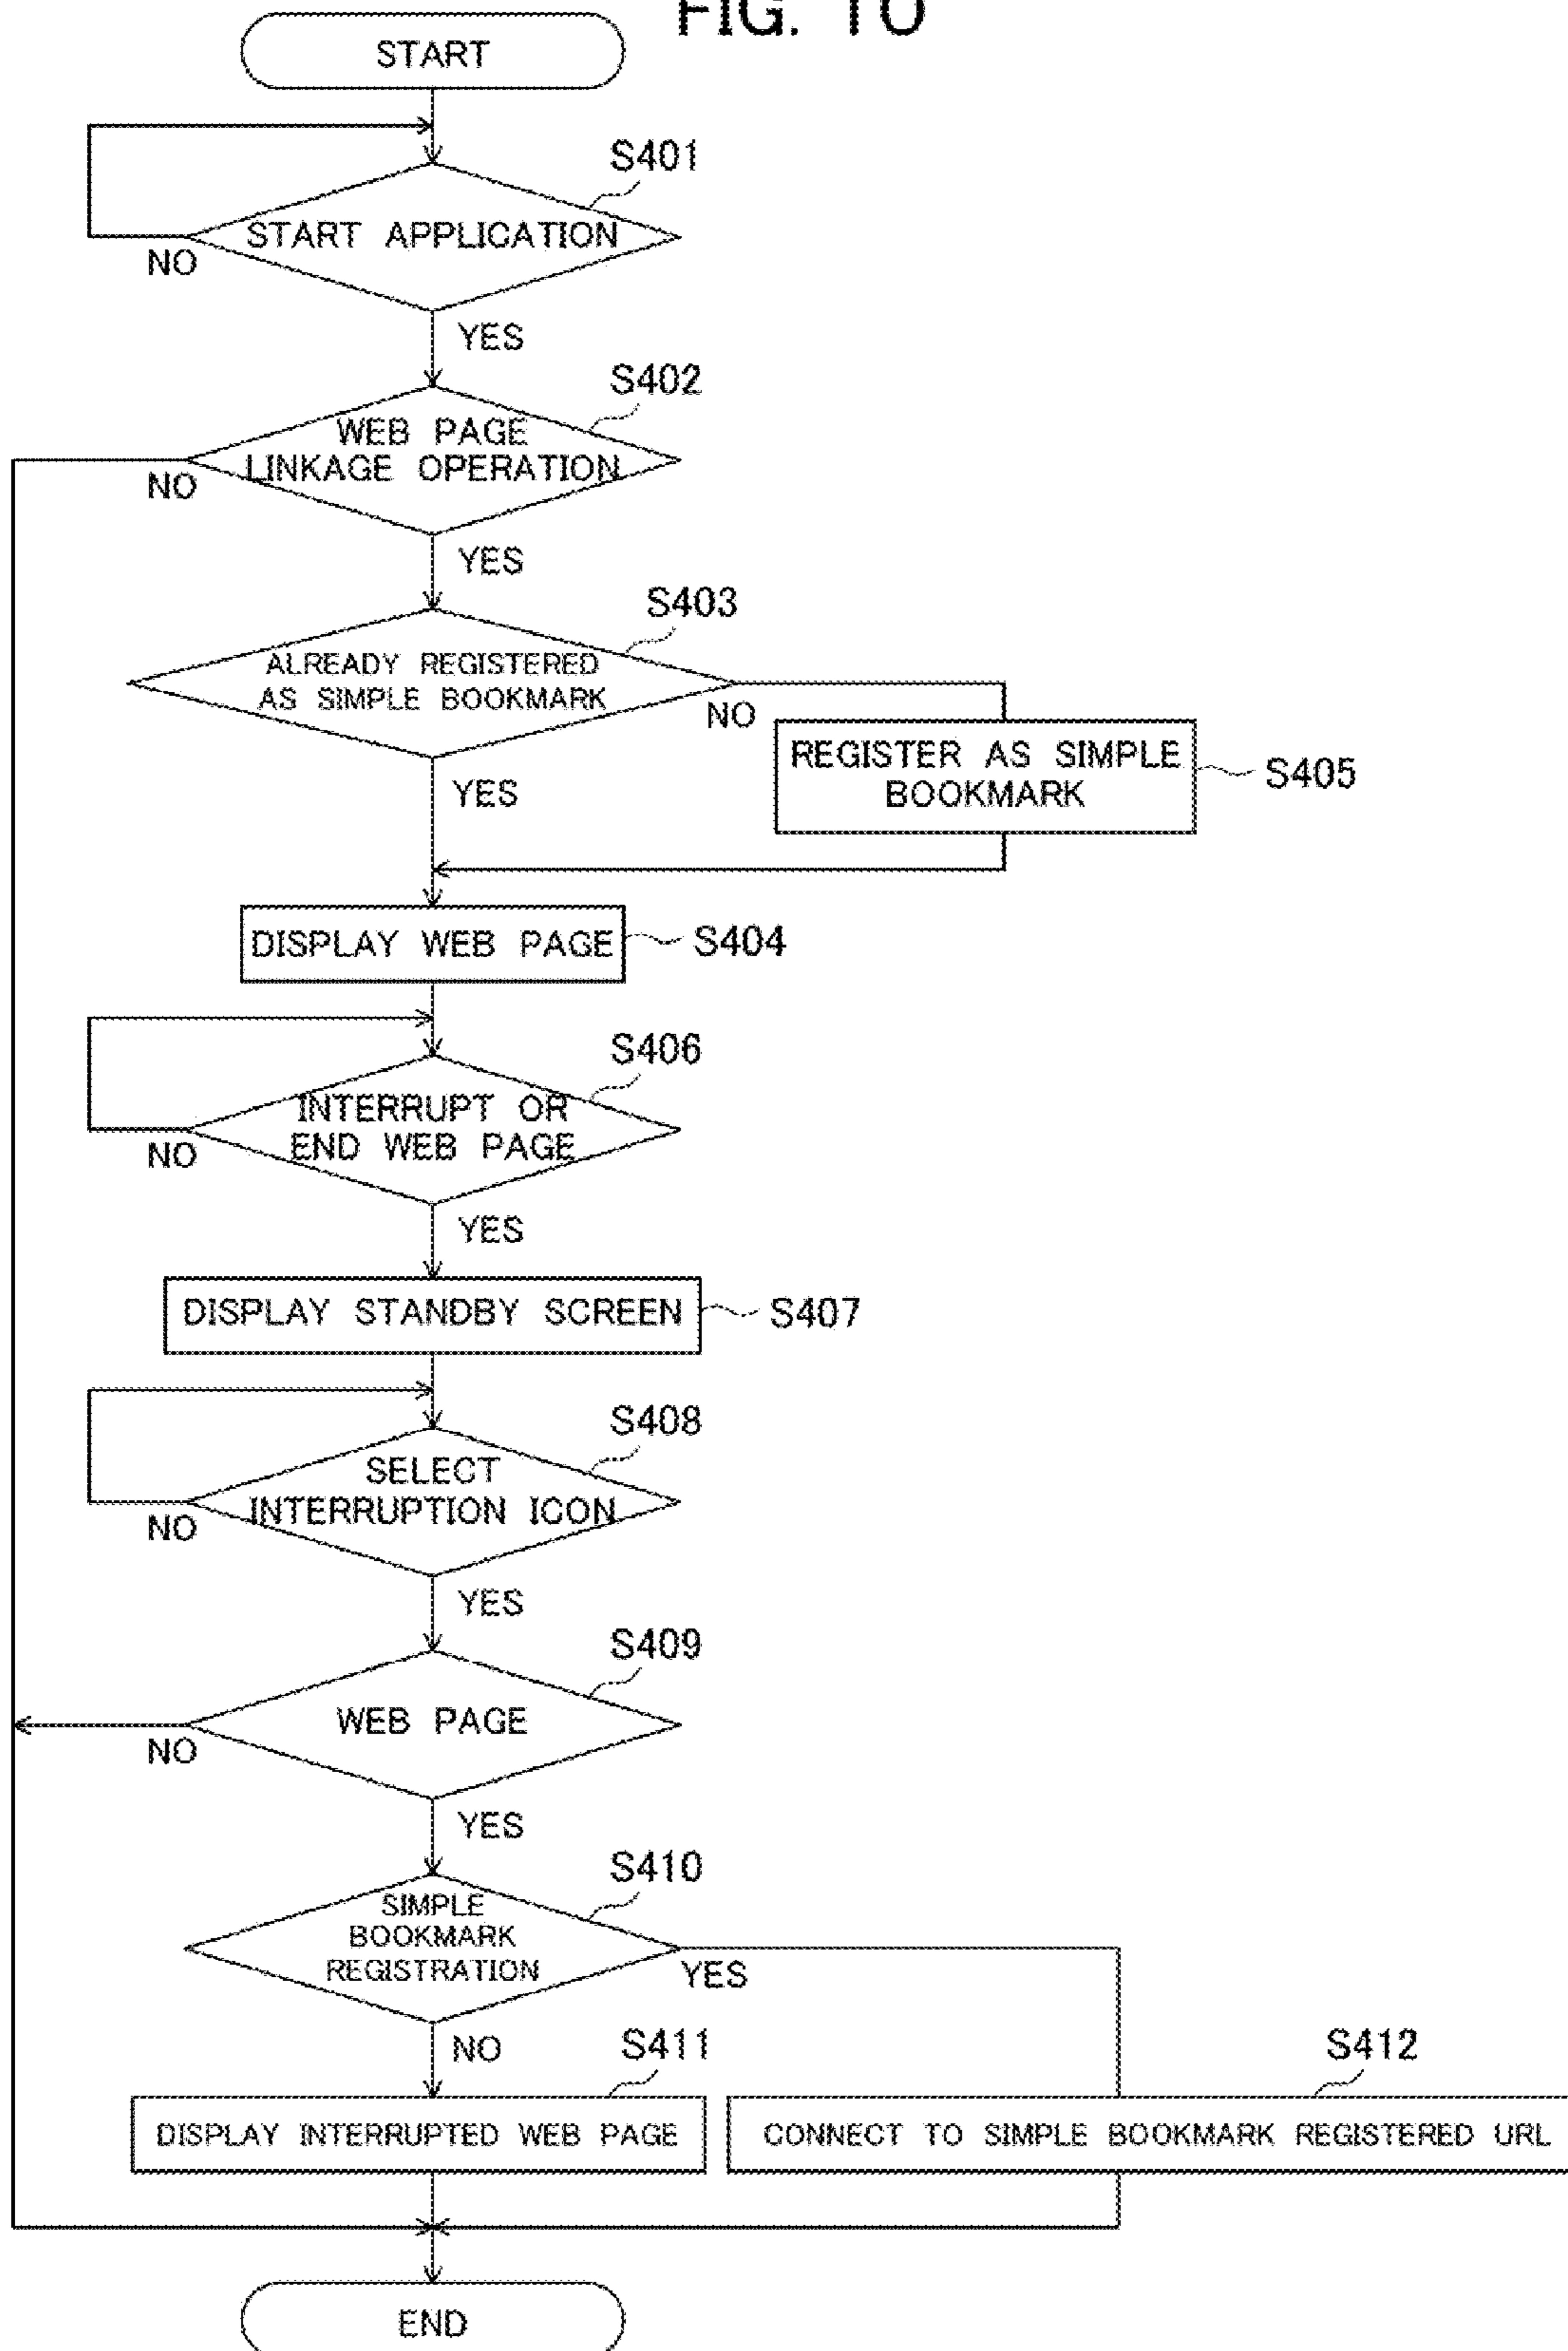 FIG. 10
START
S401
START APPLICATION
NO
YES
S402
WEB PAGE
LINKAGE OPERATION
NO
YES
S403
ALREADY REGISTERED
AS SIMPLE BOOKMARK
NO
REGISTER AS SIMPLE
BOOKMARK
S405
YES
DISPLAY WEB PAGE
S404
S406
INTERRUPT OR
END WEB PAGE
NO
YES
DISPLAY STANDBY SCREEN
S407
S408
SELECT
INTERRUPTION ICON
NO
YES
S409
WEB PAGE
NO
YES
S410
SIMPLE
BOOKMARK
REGISTRATION
YES
NO
S411
S412
DISPLAY INTERRUPTED WEB PAGE
CONNECT TO SIMPLE BOOKMARK REGISTERED URL
END